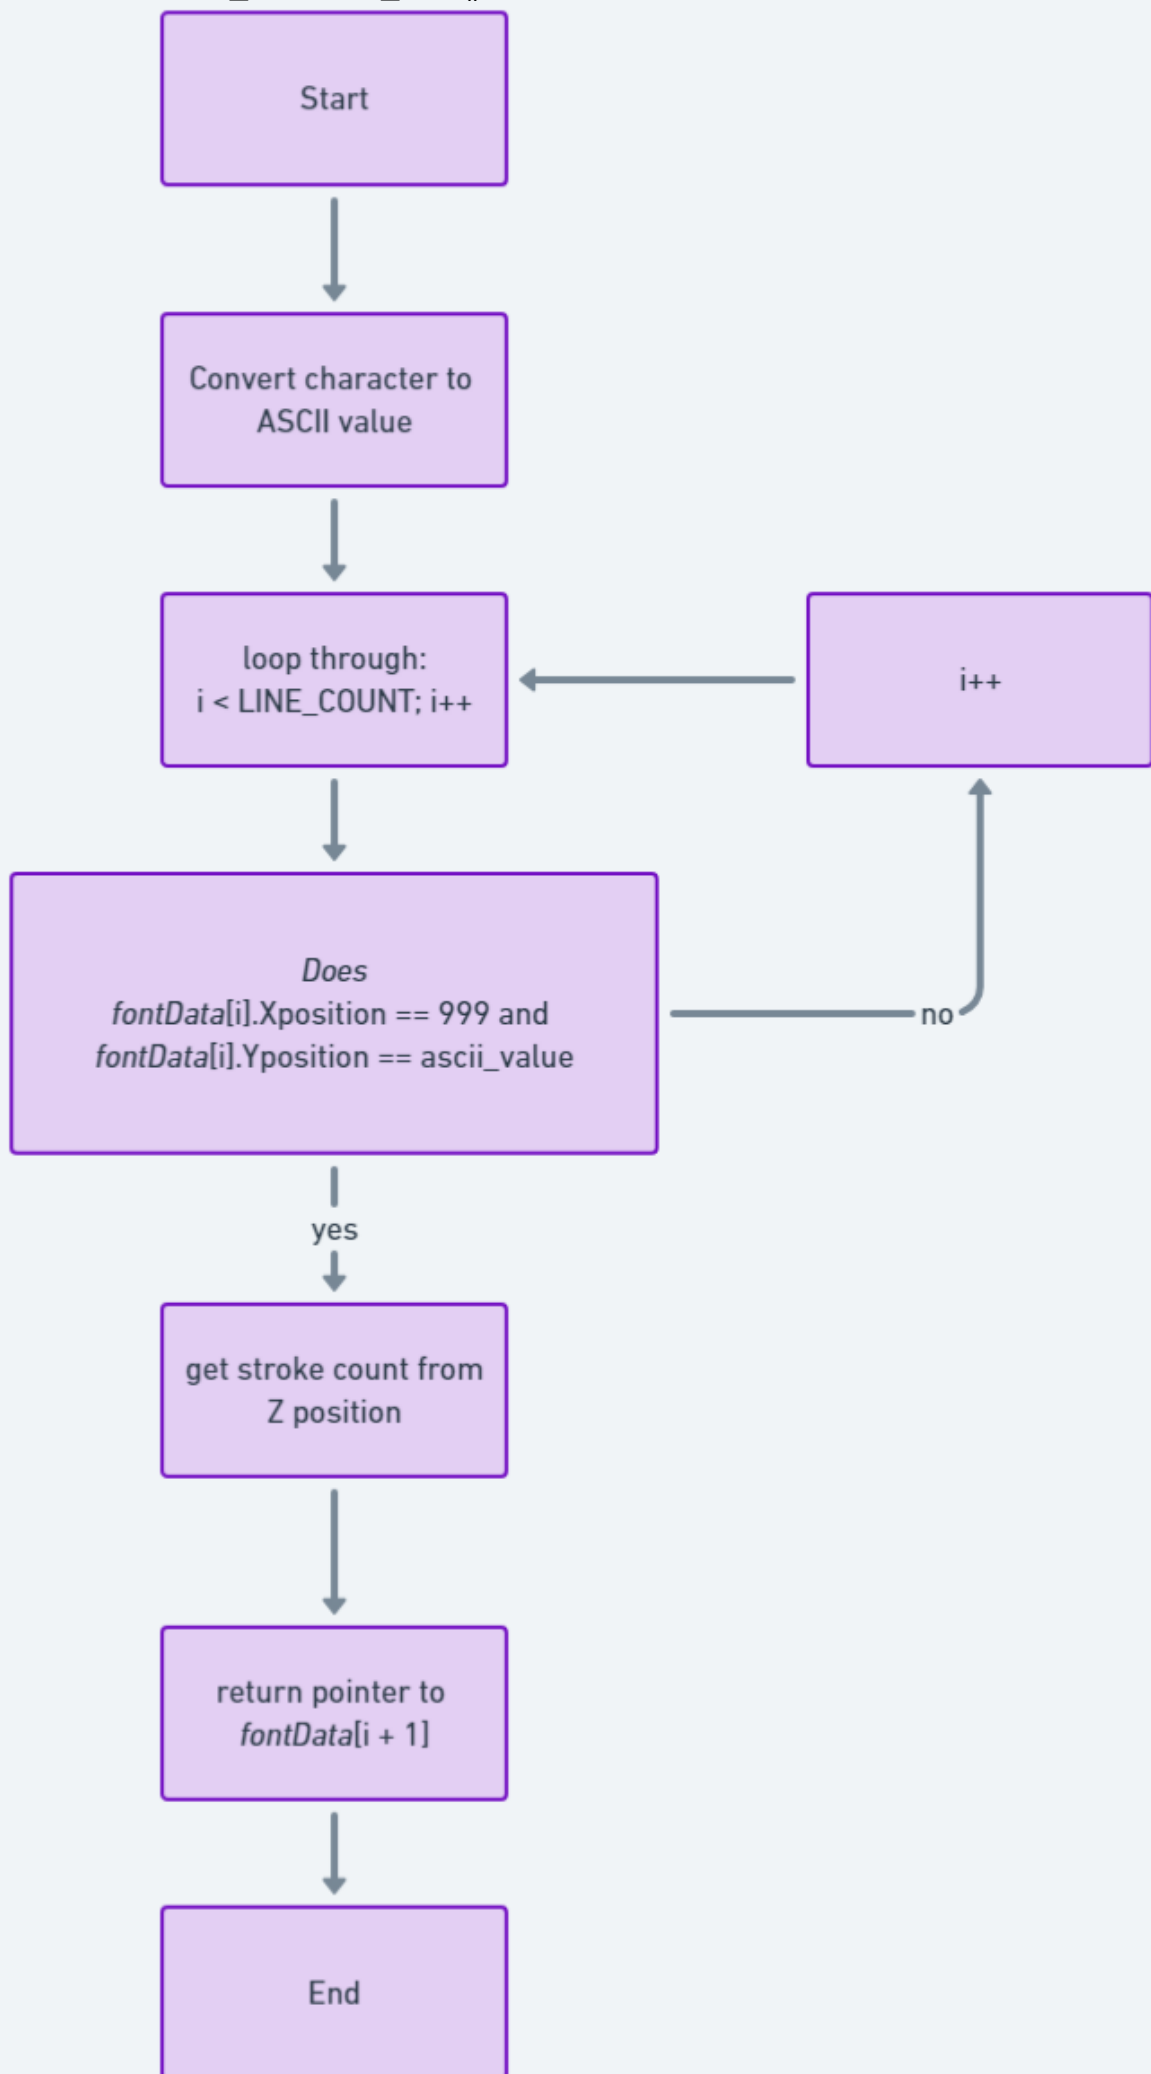 Start
Convert character to
ASCII value
loop through:
i < LINE_COUNT; i++
i++
Does
fontData[i].Xposition == 999 and
fontData[i].Yposition == ascii_value
no
yes
get stroke count from
Z position
return pointer to
fontData[i + 1]
End